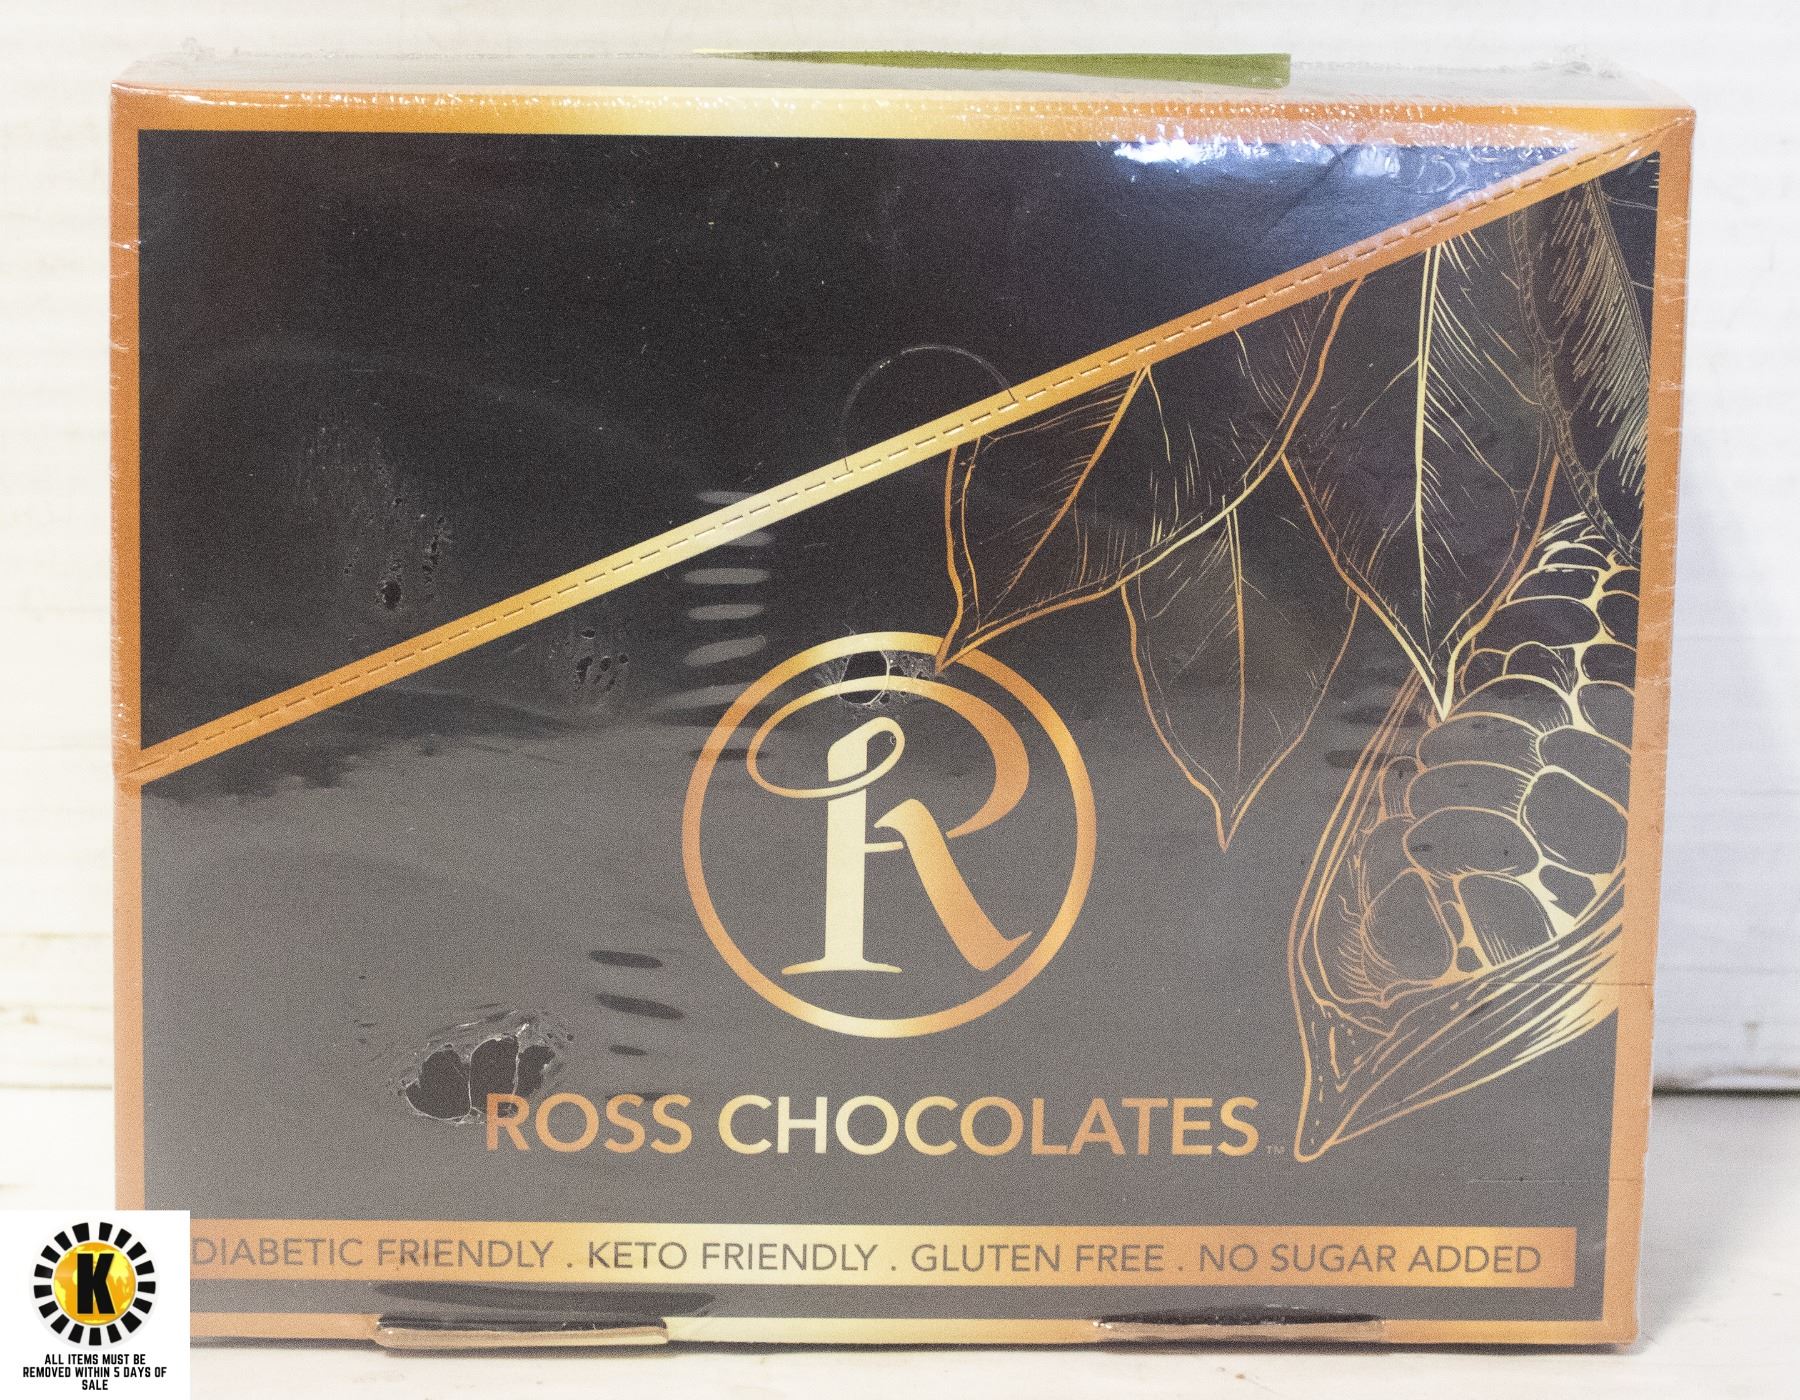 R
ROSS CHOCOLATES™
DIABETIC FRIENDLY . KETO FRIENDLY . GLUTEN FREE . NO SUGAR ADDED
K
ALL ITEMS MUST BE
REMOVED WITHIN 5 DAYS OF
SALE